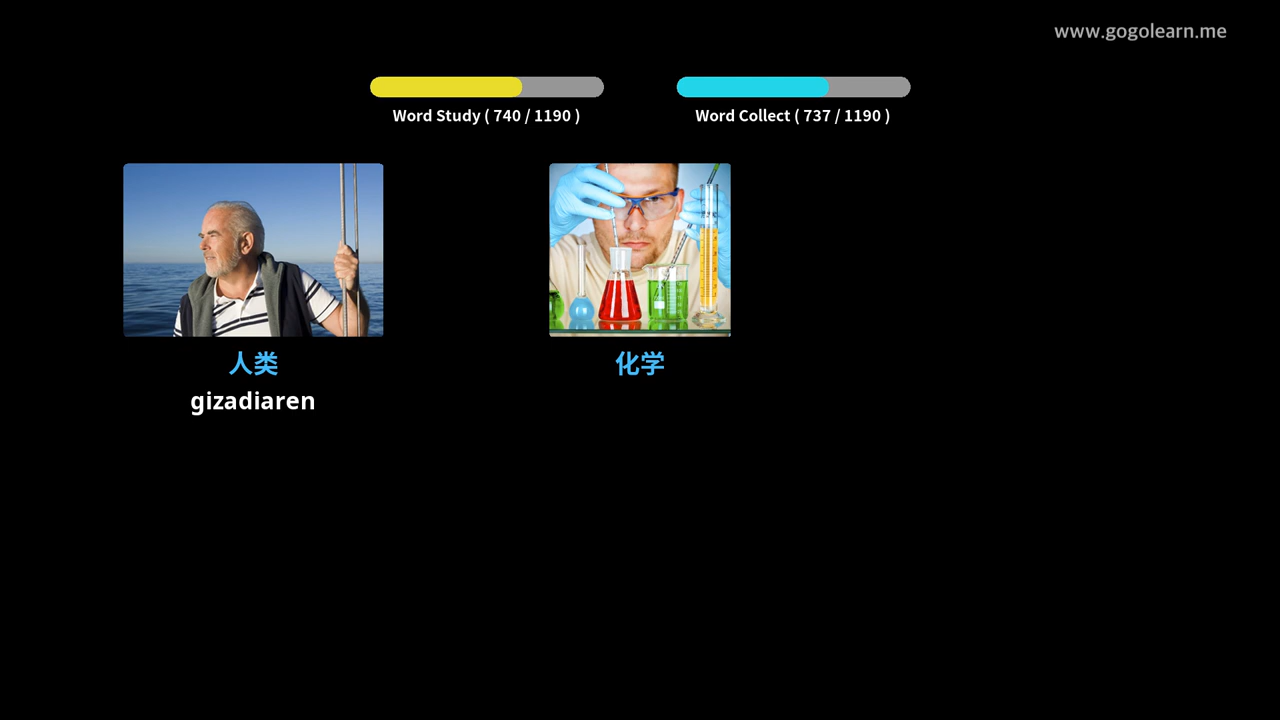 www.gogolearn.me
Word Study ( 740 / 1190 )
Word Collect ( 737 / 1190 )
人类
gizadiaren
化学